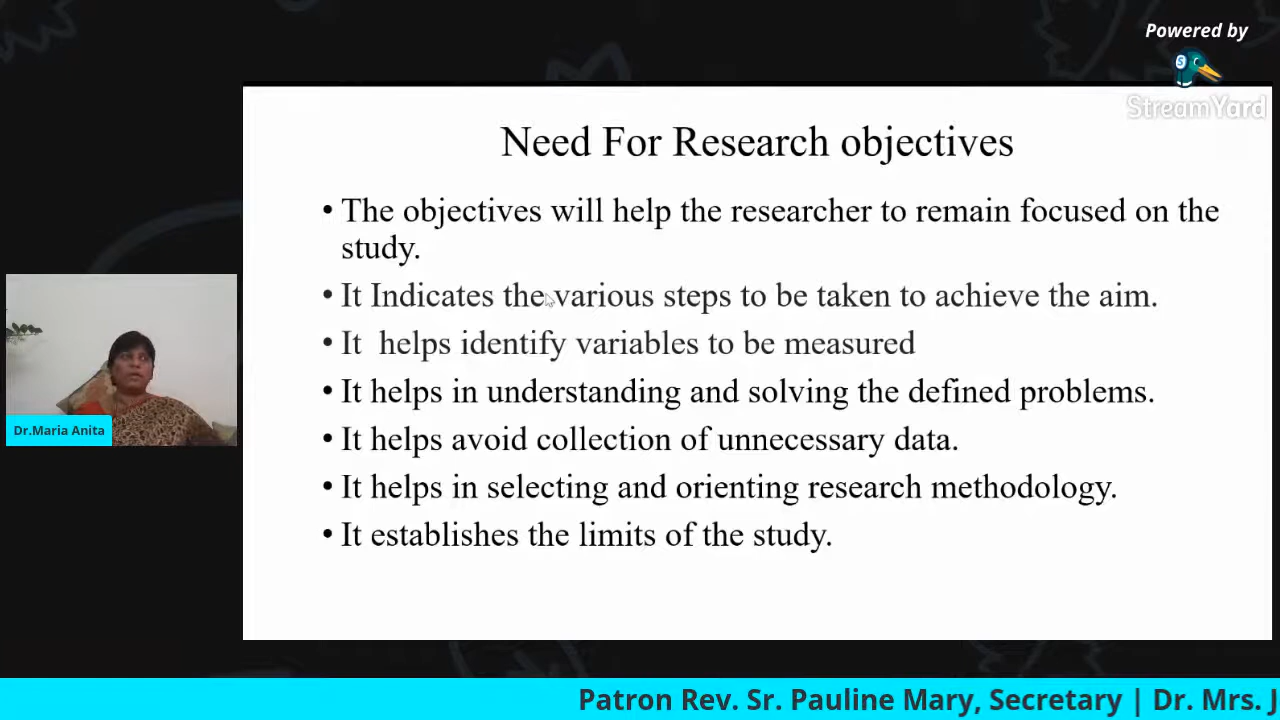 Powered by
StreamYard
Need For Research objectives
• The objectives will help the researcher to remain focused on the
study.
• It Indicates the various steps to be taken to achieve the aim.
• It helps identify variables to be measured
• It helps in understanding and solving the defined problems.
• It helps avoid collection of unnecessary data.
• It helps in selecting and orienting research methodology.
• It establishes the limits of the study.
Dr.Maria Anita
Patron Rev. Sr. Pauline Mary, Secretary | Dr. Mrs. J